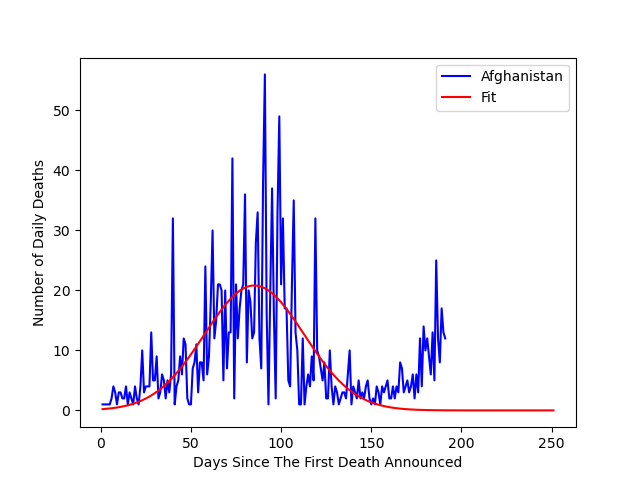 Afghanistan
Fit
Number of Daily Deaths
50
40
30
20
10
0
0 50 100 150 200 250
Days Since The First Death Announced